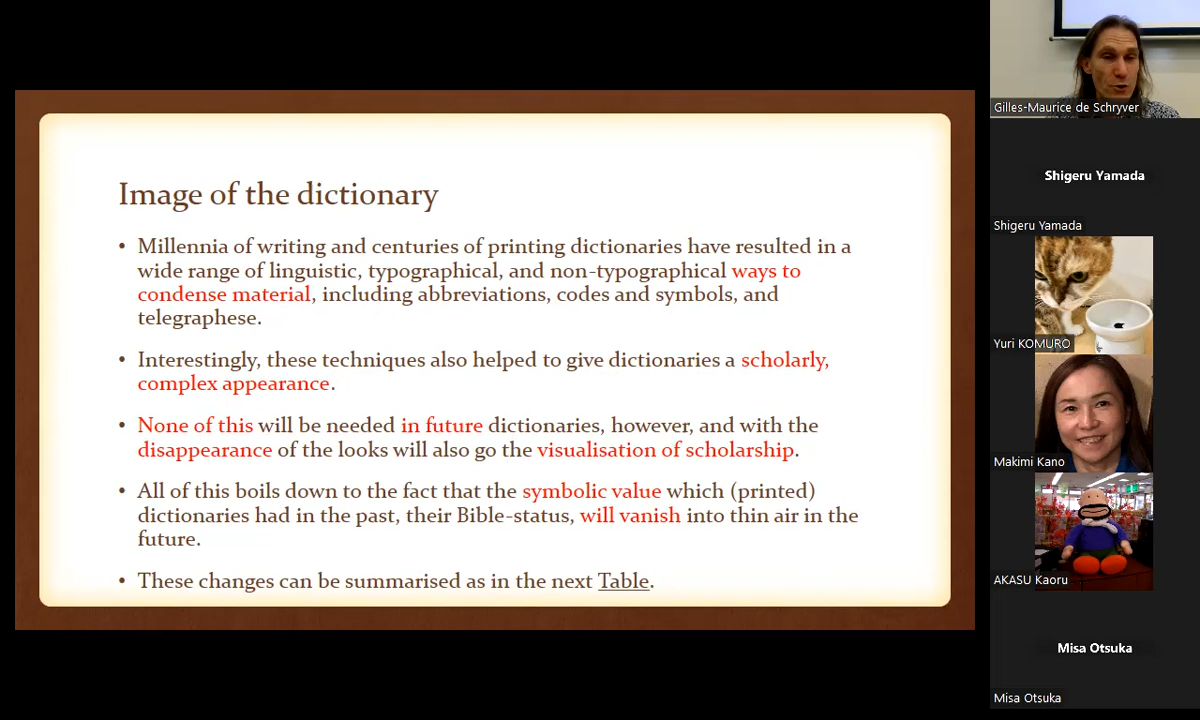 Image of the dictionary
• Millennia of writing and centuries of printing dictionaries have resulted in a
wide range of linguistic, typographical, and non-typographical ways to
condense material, including abbreviations, codes and symbols, and
telegraphese.
• Interestingly, these techniques also helped to give dictionaries a scholarly,
complex appearance.
• None of this will be needed in future dictionaries, however, and with the
disappearance of the looks will also go the visualisation of scholarship.
• All of this boils down to the fact that the symbolic value which (printed)
dictionaries had in the past, their Bible-status, will vanish into thin air in the
future.
• These changes can be summarised as in the next Table.
Gilles-Maurice de Schryver
Shigeru Yamada
Shigeru Yamada
Yuri KOMURO
Makimi Kano
AKASU Kaoru
Misa Otsuka
Misa Otsuka